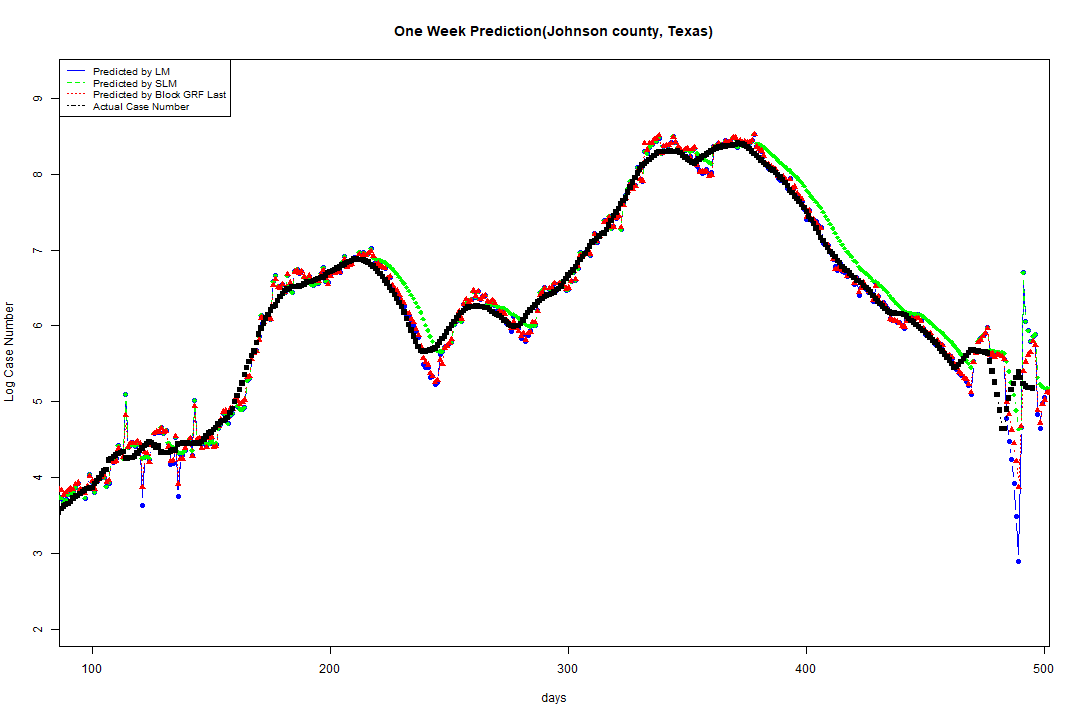 One Week Prediction(Johnson county, Texas)
Predicted by LM
Predicted by SLM
Predicted by Block GRF Last
Actual Case Number
Log Case Number
9
8
7
6
5
4
3
2
100 200 300 400 500
days